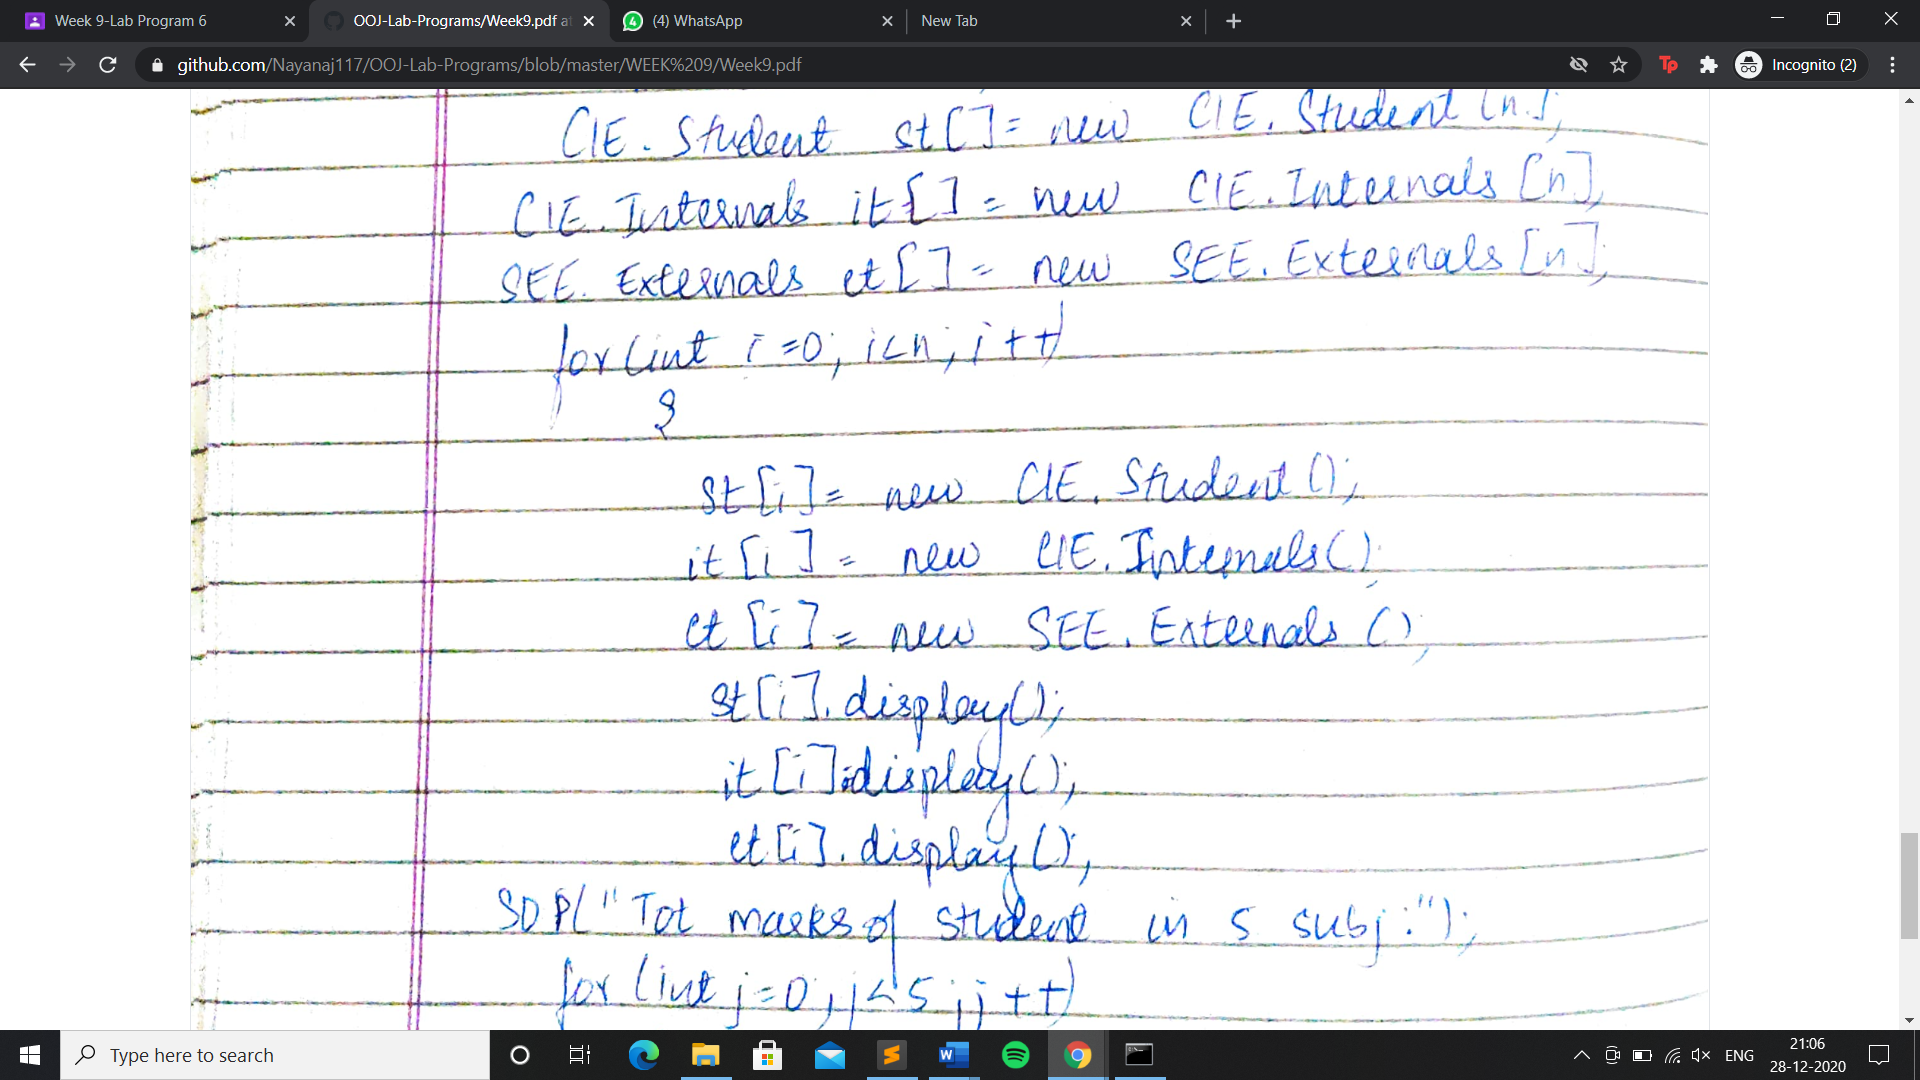 Week 9-Lab Program 6
OOJ-Lab-Programs/Week9.pdf at
(4) WhatsApp
New Tab
github.com/Nayanaj117/OOJ-Lab-Programs/blob/master/WEEK%209/Week9.pdf
Incognito (2)
CIE. Student st[]= new CIE. Student [n];
CIE. Internals it[] = new CIE. Internals [n];
SEE. Externals et[] = new SEE. Externals [n];
for (int i=0; i<n; i++)
{
st[i]= new CIE. Student ();
it[i] = new CIE. Internals();
et[i] = new SEE. Externals ();
st[i]. display();
it[i].display();
et[i]. display();
SOP("Tot marks of student in 5 subj:");
for (int j=0; j<5; j++)
Type here to search
ENG
21:06
28-12-2020